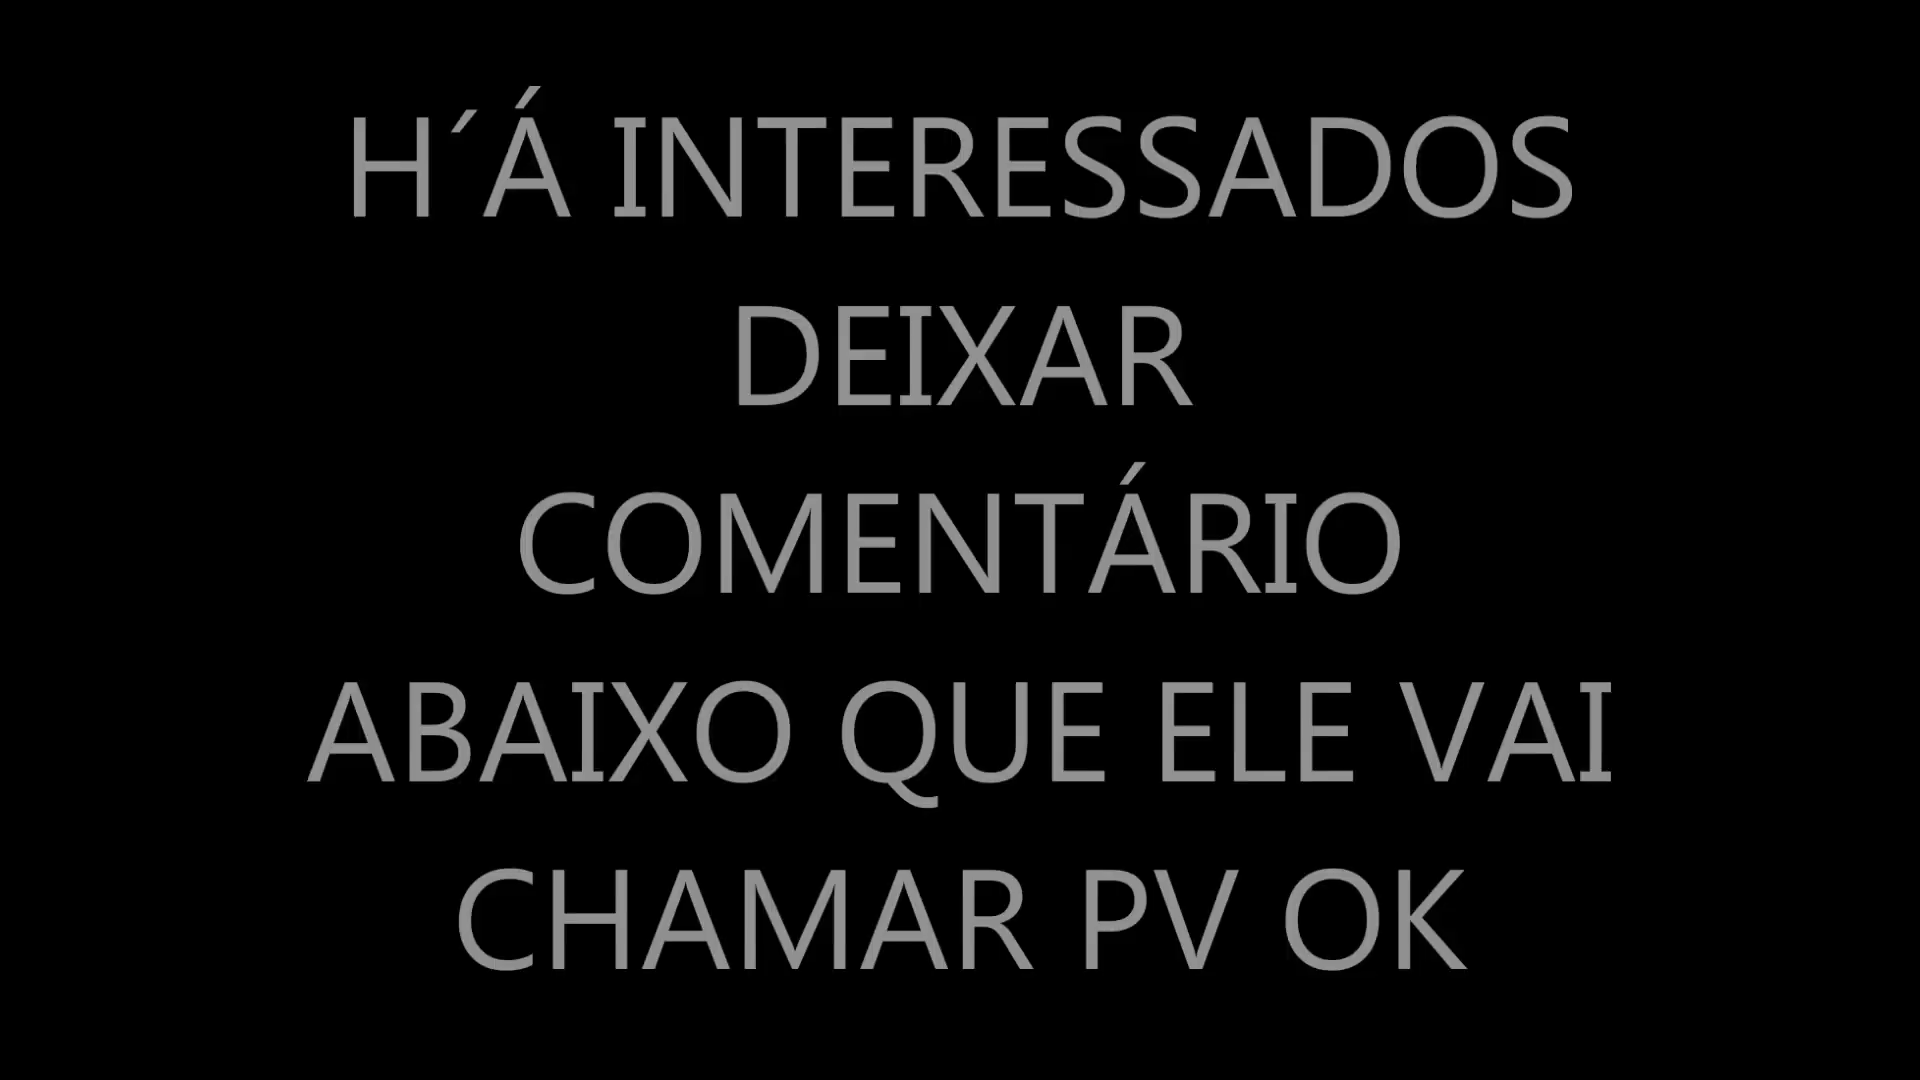 H´Á INTERESSADOS
DEIXAR
COMENTÁRIO
ABAIXO QUE ELE VAI
CHAMAR PV OK